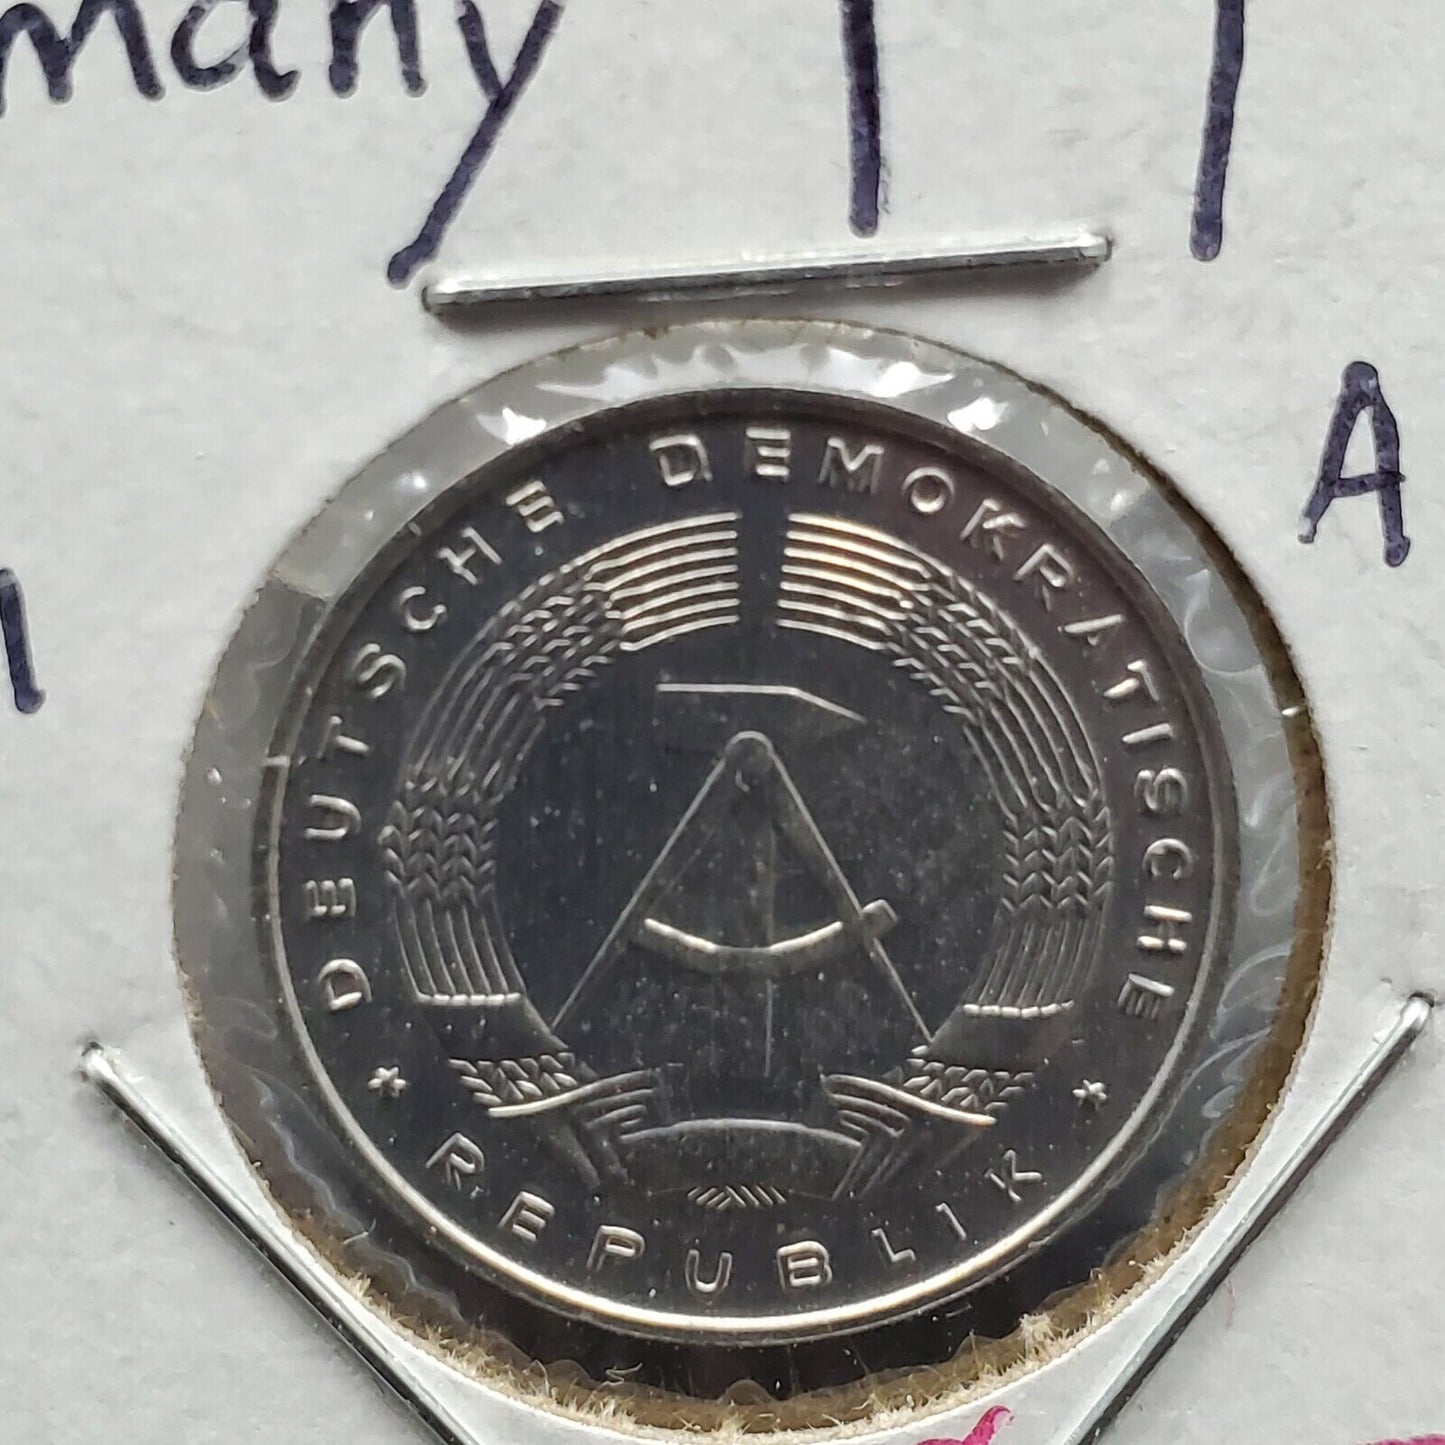 many
A
DEUTSCHE DEMOKRATISCHE
* REPUBLIK *